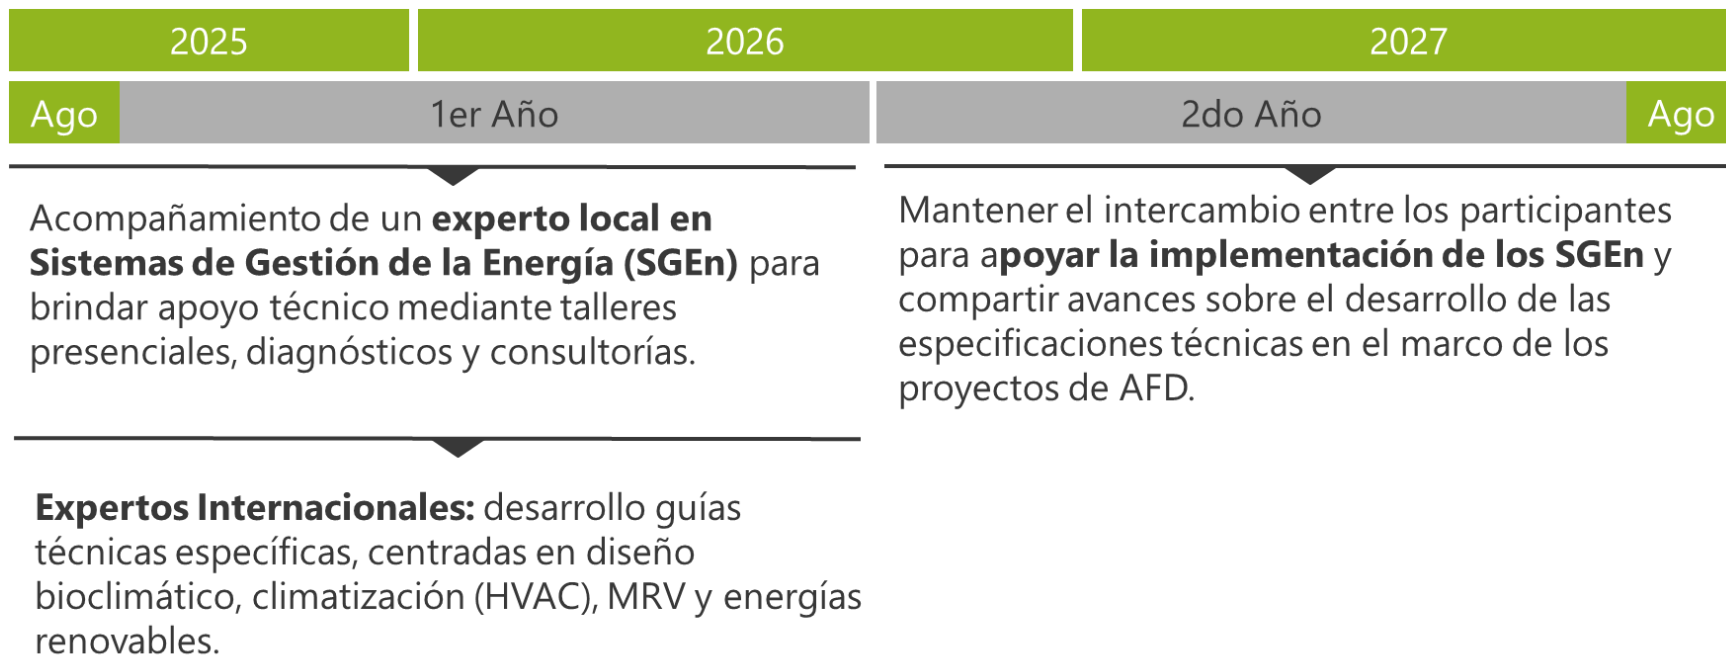 2025
2026
2027
Ago
1er Año
2do Año
Ago
Acompañamiento de un experto local en
Sistemas de Gestión de la Energía (SGEn) para
brindar apoyo técnico mediante talleres
presenciales, diagnósticos y consultorías.
Mantener el intercambio entre los participantes
para apoyar la implementación de los SGEn y
compartir avances sobre el desarrollo de las
especificaciones técnicas en el marco de los
proyectos de AFD.
Expertos Internacionales: desarrollo guías
técnicas específicas, centradas en diseño
bioclimático, climatización (HVAC), MRV y energías
renovables.